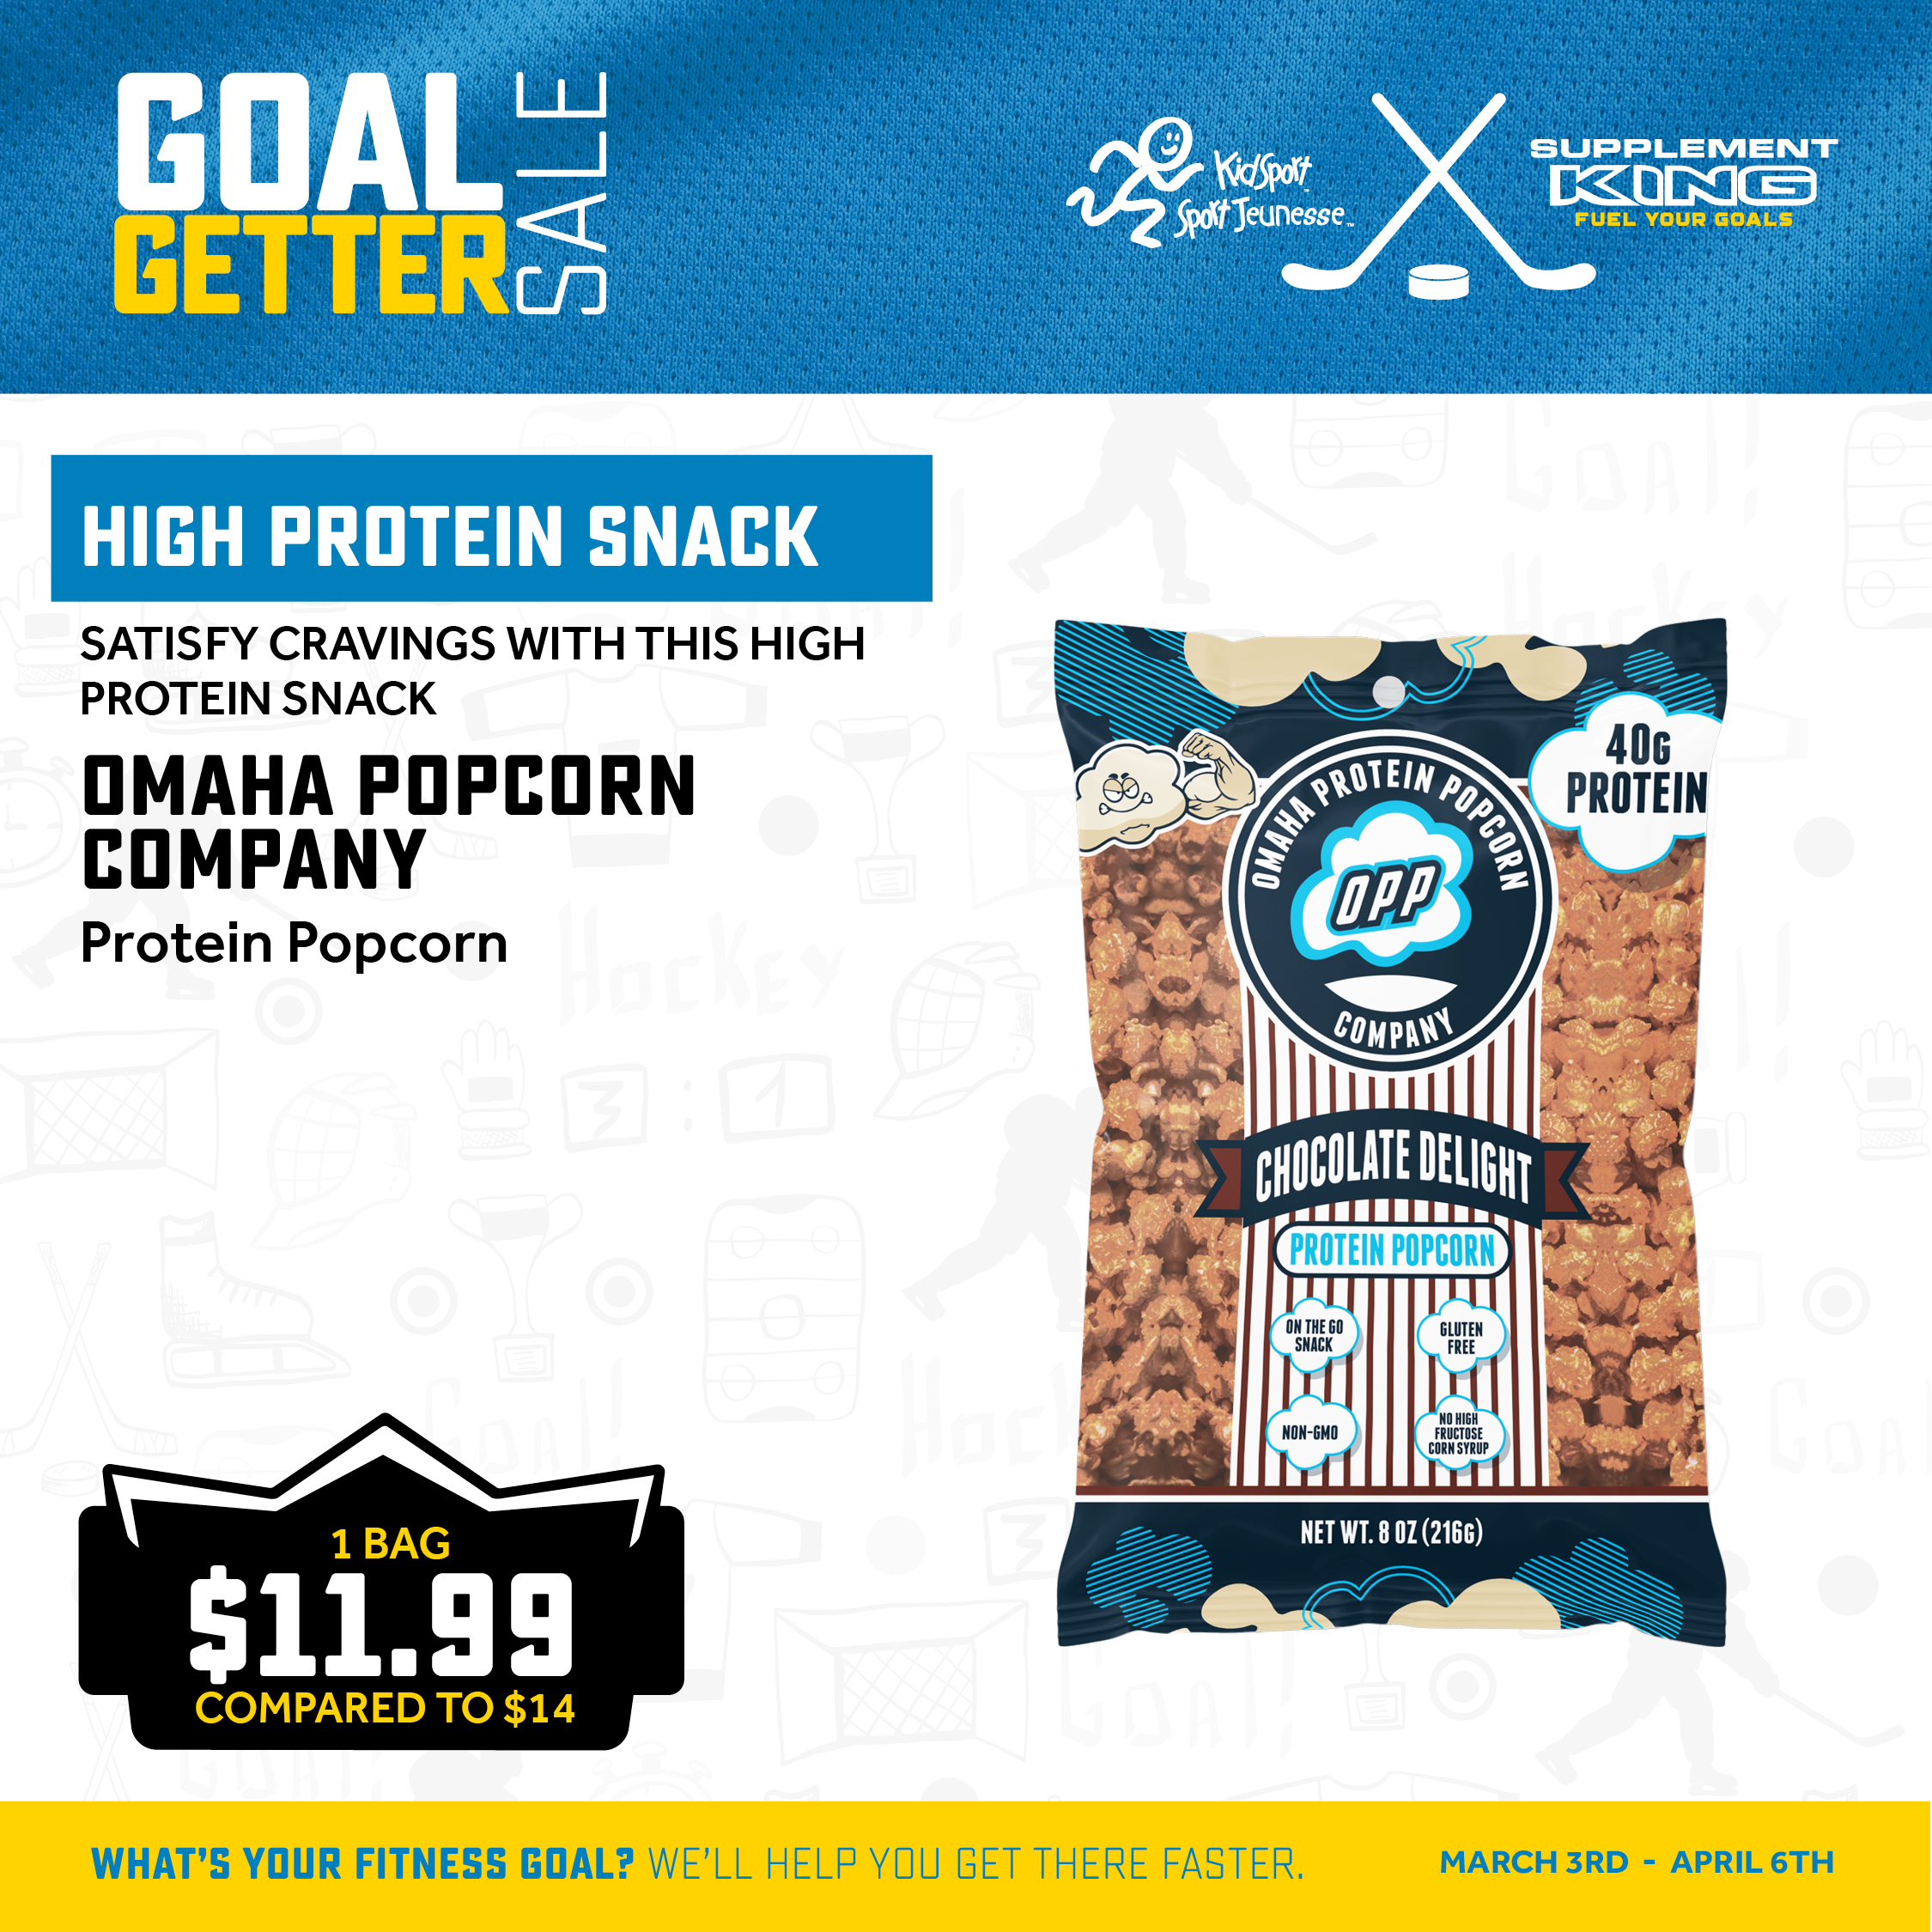 GOAL
GETTER
SALE
KidSport
Sport Jeunesse™
SUPPLEMENT
KING
FUEL YOUR GOALS
HIGH PROTEIN SNACK
SATISFY CRAVINGS WITH THIS HIGH
PROTEIN SNACK
OMAHA POPCORN
COMPANY
Protein Popcorn
40G
PROTEIN
OMAHA PROTEIN POPCORN
OPP
COMPANY
CHOCOLATE DELIGHT
PROTEIN POPCORN
ON THE GO
SNACK
GLUTEN
FREE
NON-GMO
NO HIGH
FRUCTOSE
CORN SYRUP
NET WT. 8 OZ (216G)
1 BAG
$11.99
COMPARED TO $14
WHAT'S YOUR FITNESS GOAL? WE'LL HELP YOU GET THERE FASTER.
MARCH 3RD - APRIL 6TH